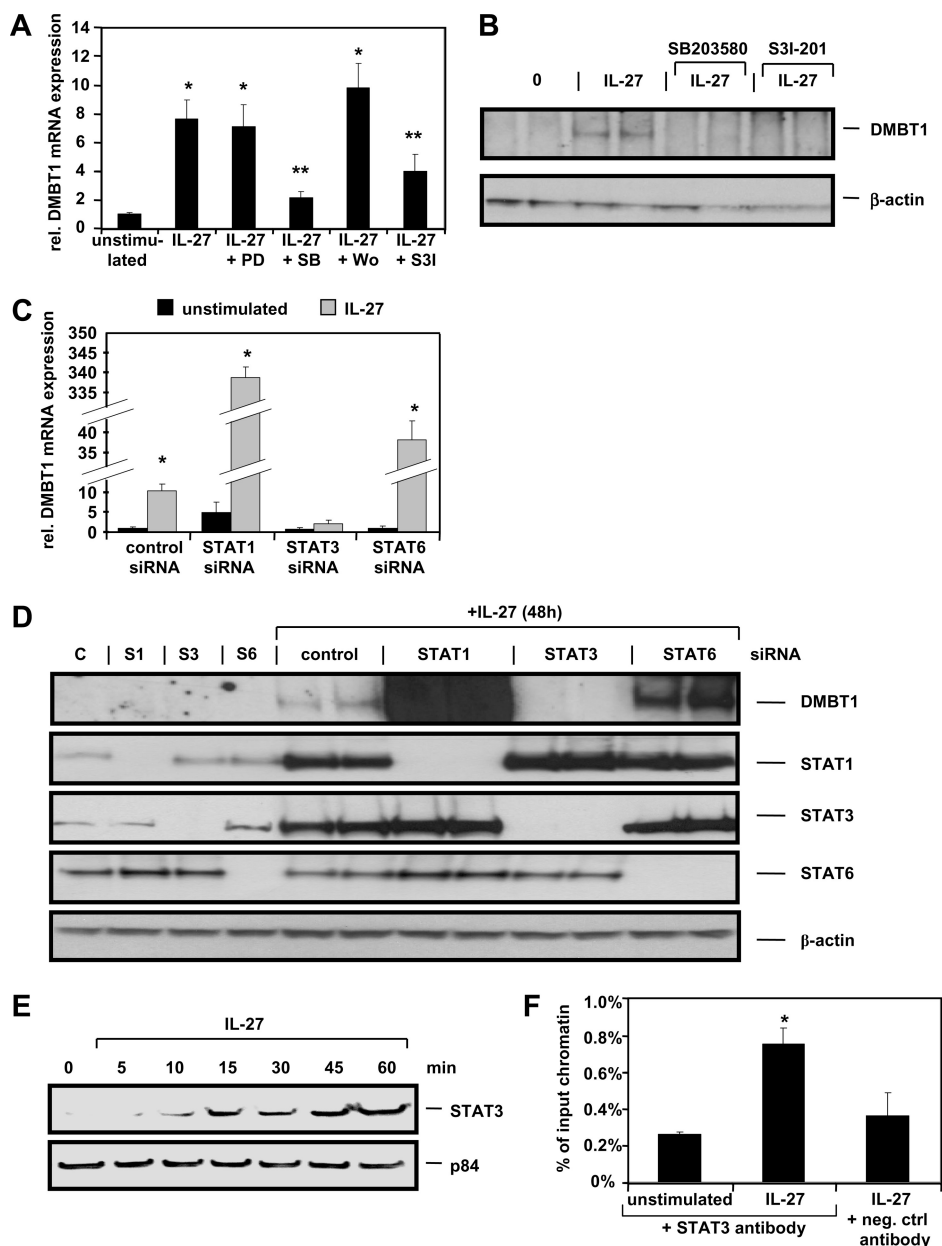 A
rel. DMBT1 mRNA expression
14
12
10
8
6
4
2
0
* * ** * **
unstimu-
lated
IL-27
IL-27
+ PD
IL-27
+ SB
IL-27
+ Wo
IL-27
+ S3I
B
SB203580 S3I-201
0 | IL-27 | IL-27 | IL-27
DMBT1
β-actin
C
unstimulated IL-27
rel. DMBT1 mRNA expression
350
345
340
335
40
35
10
5
0
* * *
control
siRNA
STAT1
siRNA
STAT3
siRNA
STAT6
siRNA
D
+IL-27 (48h)
C | S1 | S3 | S6 | control | STAT1 | STAT3 | STAT6 | siRNA
DMBT1
STAT1
STAT3
STAT6
β-actin
E
IL-27
0 5 10 15 30 45 60 min
STAT3
p84
F
% of input chromatin
1.0%
0.8%
0.6%
0.4%
0.2%
0%
*
unstimulated IL-27
+ STAT3 antibody
IL-27
+ neg. ctrl
antibody